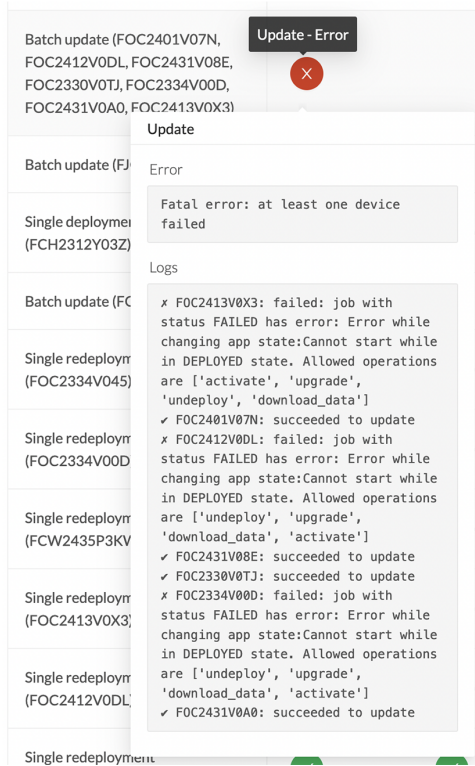 Update - Error
Batch update (FOC2401V07N,
FOC2412V0DL, FOC2431V08E,
FOC2330V0TJ, FOC2334V00D,
FOC2431V0A0, FOC2413V0X3)
X
Update
Batch update (FJ
Error
Fatal error: at least one device
failed
Single deployme
(FCH2312Y03Z)
Logs
Batch update (FC
Single redeploym
(FOC2334V045)
Single redeploym
(FOC2334V00D
Single redeploym
(FCW2435P3KV
Single redeploym
(FOC2413V0X3)
Single redeploym
(FOC2412V0DL)
Single redeployment
✗ FOC2413V0X3: failed: job with
status FAILED has error: Error while
changing app state:Cannot start while
in DEPLOYED state. Allowed operations
are ['activate', 'upgrade',
'undeploy', 'download_data']
✔ FOC2401V07N: succeeded to update
✗ FOC2412V0DL: failed: job with
status FAILED has error: Error while
changing app state:Cannot start while
in DEPLOYED state. Allowed operations
are ['undeploy', 'upgrade',
'download_data', 'activate']
✔ FOC2431V08E: succeeded to update
✔ FOC2330V0TJ: succeeded to update
✗ FOC2334V00D: failed: job with
status FAILED has error: Error while
changing app state:Cannot start while
in DEPLOYED state. Allowed operations
are ['undeploy', 'upgrade',
'download_data', 'activate']
✔ FOC2431V0A0: succeeded to update